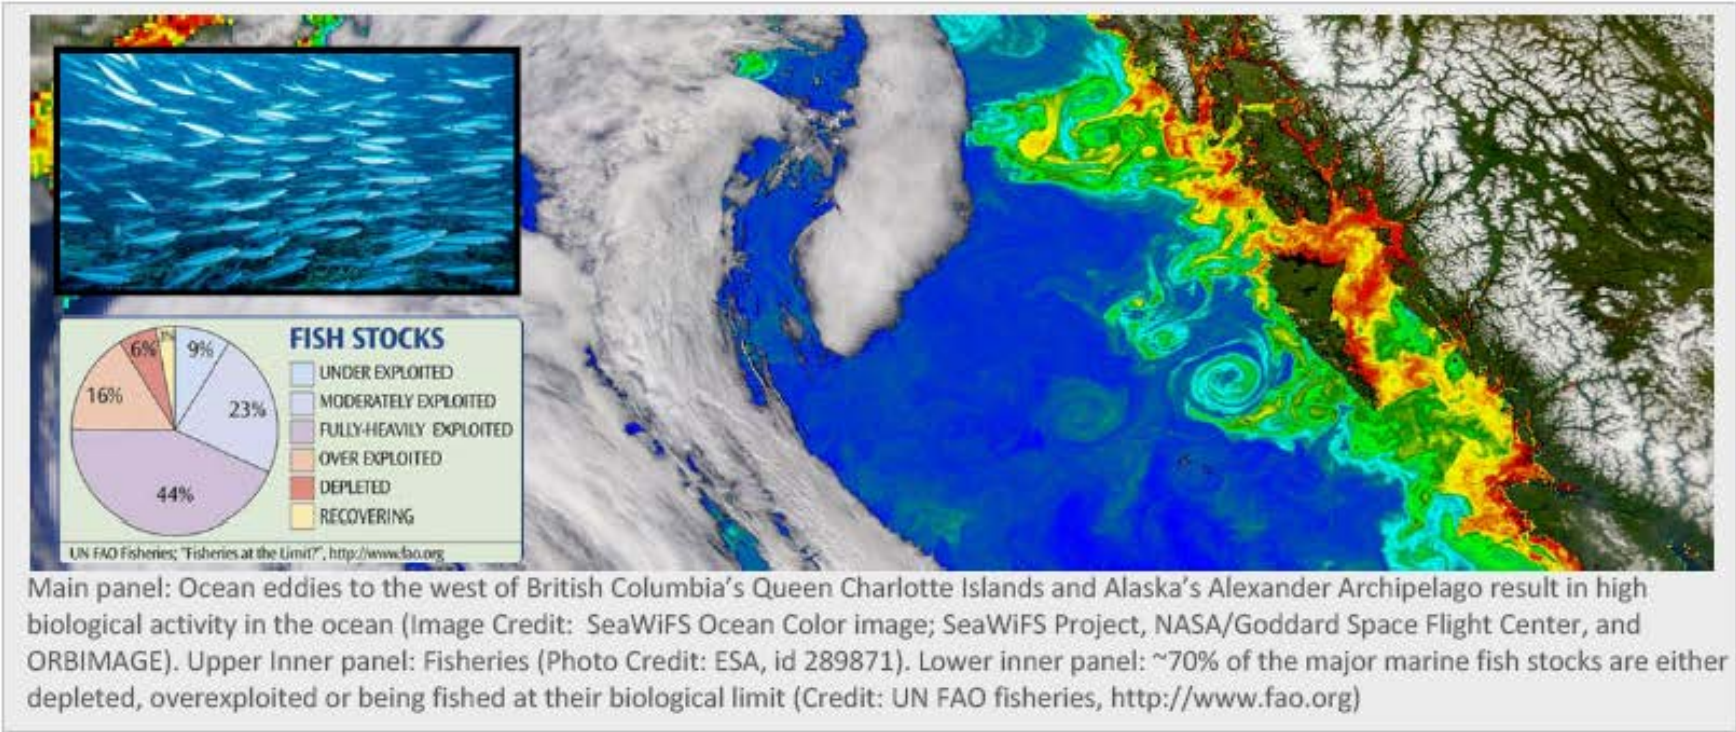 6%
3%
9%
16%
23%
44%
FISH STOCKS
UNDER EXPLOITED
MODERATELY EXPLOITED
FULLY-HEAVILY EXPLOITED
OVER EXPLOITED
DEPLETED
RECOVERING
UN FAO Fisheries; "Fisheries at the Limit?", http://www.fao.org
Main panel: Ocean eddies to the west of British Columbia's Queen Charlotte Islands and Alaska's Alexander Archipelago result in high
biological activity in the ocean (Image Credit:  SeaWiFS Ocean Color image; SeaWiFS Project, NASA/Goddard Space Flight Center, and
ORBIMAGE). Upper Inner panel: Fisheries (Photo Credit: ESA, id 289871). Lower inner panel: ~70% of the major marine fish stocks are either
depleted, overexploited or being fished at their biological limit (Credit: UN FAO fisheries, http://www.fao.org)